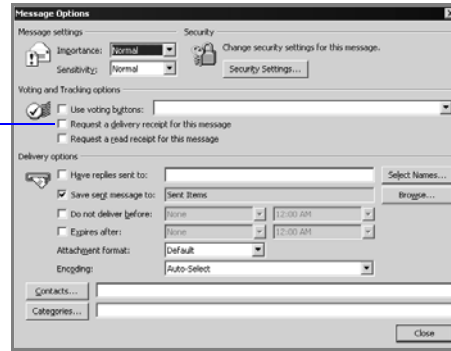 Message Options
Message settings Security
Importance: Normal Change security settings for this message.
Sensitivity: Normal Security Settings...
Voting and Tracking options
Use voting buttons:
Request a delivery receipt for this message
Request a read receipt for this message
Delivery options
Have replies sent to: Select Names...
Save sent message to: Sent Items Browse...
Do not deliver before: None 12:00 AM
Expires after: None 12:00 AM
Attachment format: Default
Encoding: Auto-Select
Contacts...
Categories...
Close